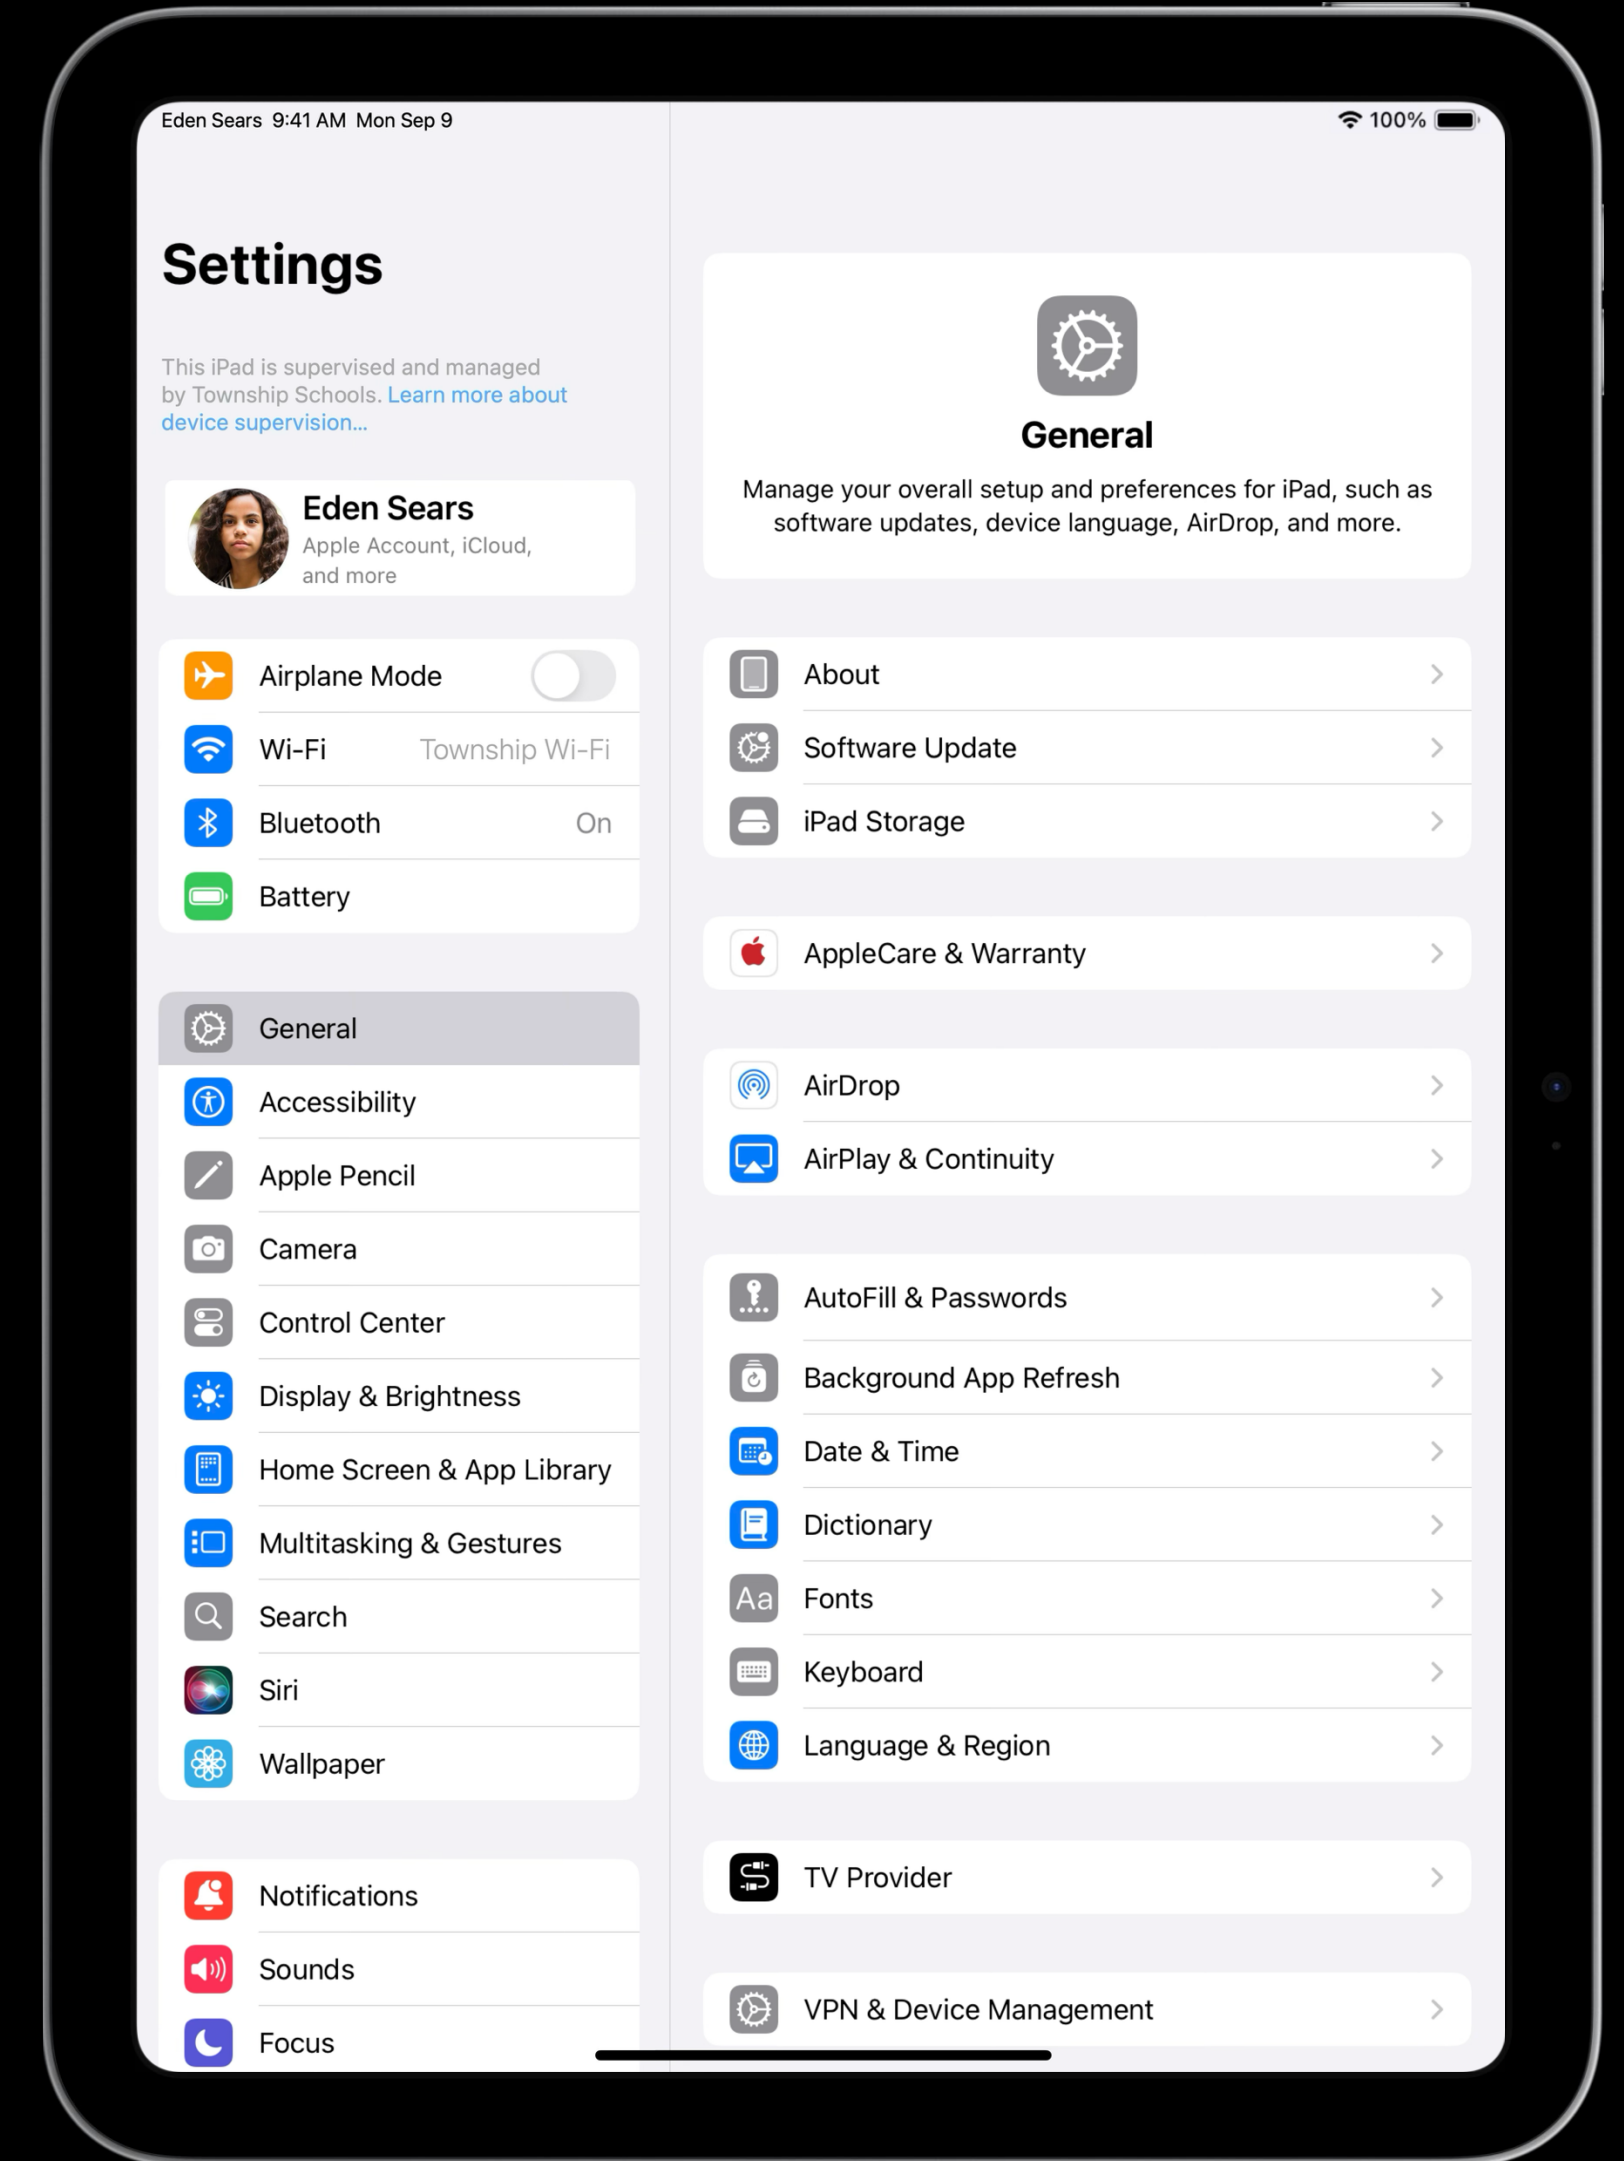 Eden Sears 9:41 AM Mon Sep 9
100%
Settings
This iPad is supervised and managed
by Township Schools. Learn more about
device supervision...
Eden Sears
Apple Account, iCloud,
and more
Airplane Mode
Wi-Fi Township Wi-Fi
Bluetooth On
Battery
General
Accessibility
Apple Pencil
Camera
Control Center
Display & Brightness
Home Screen & App Library
Multitasking & Gestures
Search
Siri
Wallpaper
Notifications
Sounds
Focus
General
Manage your overall setup and preferences for iPad, such as
software updates, device language, AirDrop, and more.
About
Software Update
iPad Storage
AppleCare & Warranty
AirDrop
AirPlay & Continuity
AutoFill & Passwords
Background App Refresh
Date & Time
Dictionary
Aa Fonts
Keyboard
Language & Region
TV Provider
VPN & Device Management